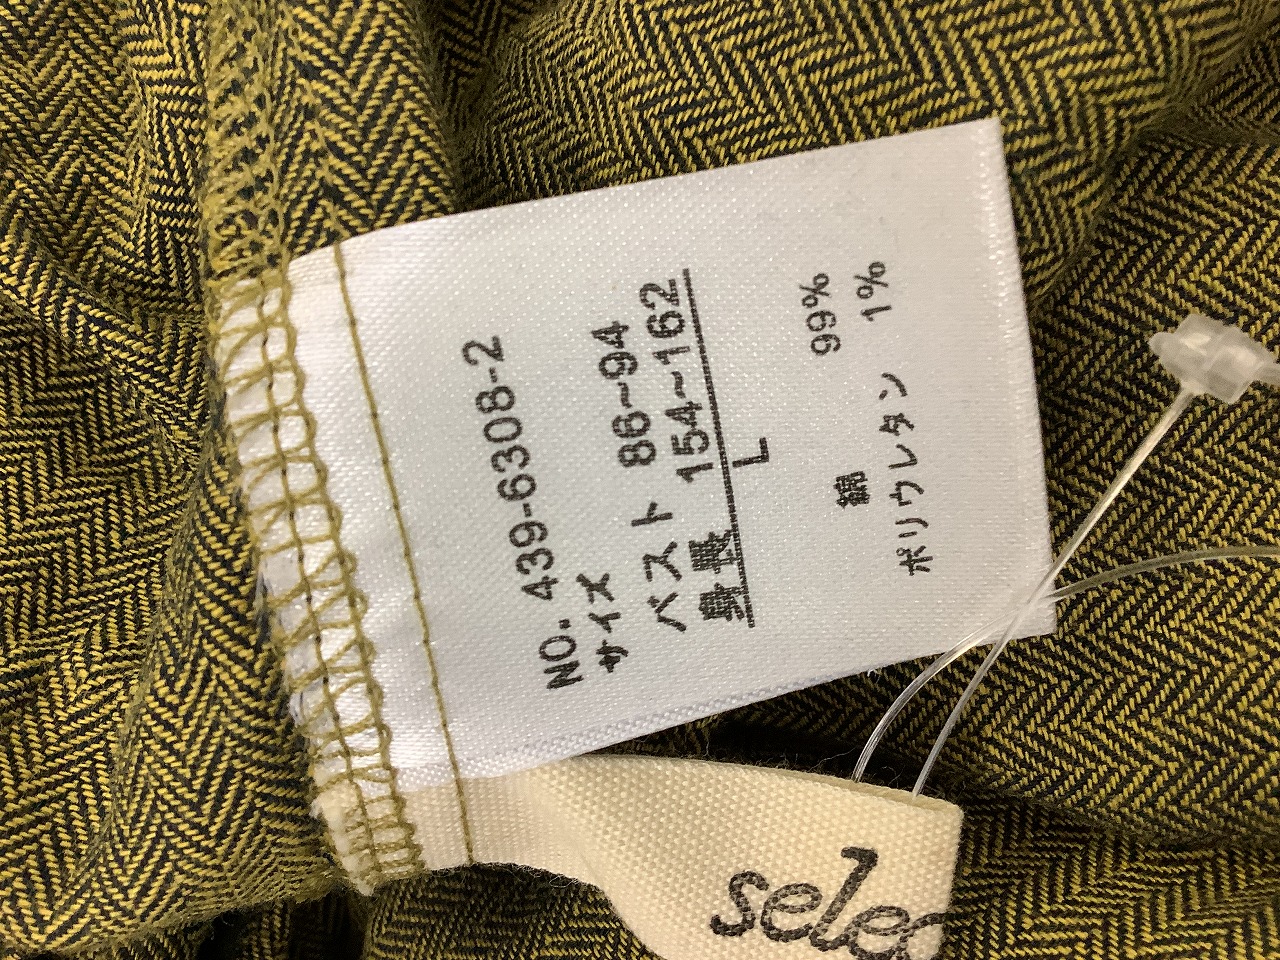 NO. 439-6308-2
サイズ
バスト 86~94
身長 154~162
L
綿 99%
ポリウレタン 1%
selec